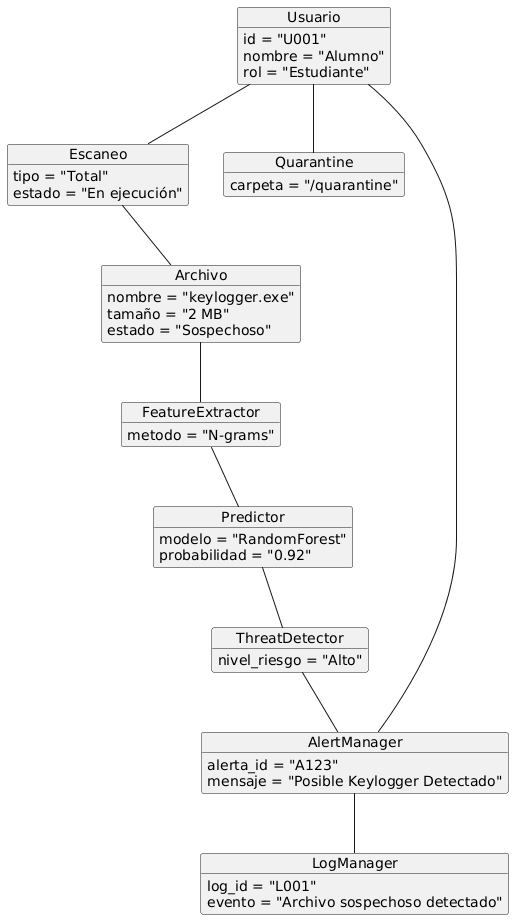 Usuario
id = "U001"
nombre = "Alumno"
rol = "Estudiante"
Escaneo
tipo = "Total"
estado = "En ejecución"
Quarantine
carpeta = "/quarantine"
Archivo
nombre = "keylogger.exe"
tamaño = "2 MB"
estado = "Sospechoso"
FeatureExtractor
metodo = "N-grams"
Predictor
modelo = "RandomForest"
probabilidad = "0.92"
ThreatDetector
nivel_riesgo = "Alto"
AlertManager
alerta_id = "A123"
mensaje = "Posible Keylogger Detectado"
LogManager
log_id = "L001"
evento = "Archivo sospechoso detectado"